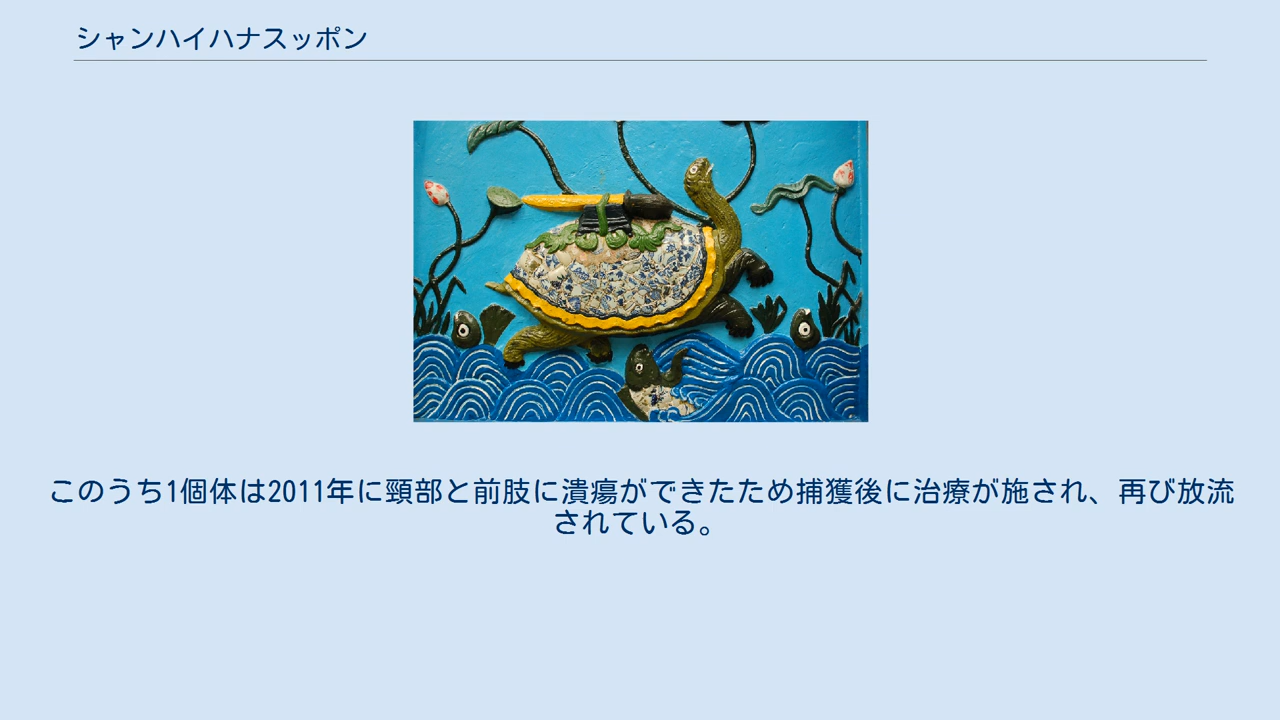 シャンハイハナスッポン
このうち1個体は2011年に頸部と前肢に潰瘍ができたため捕獲後に治療が施され、再び放流
されている。